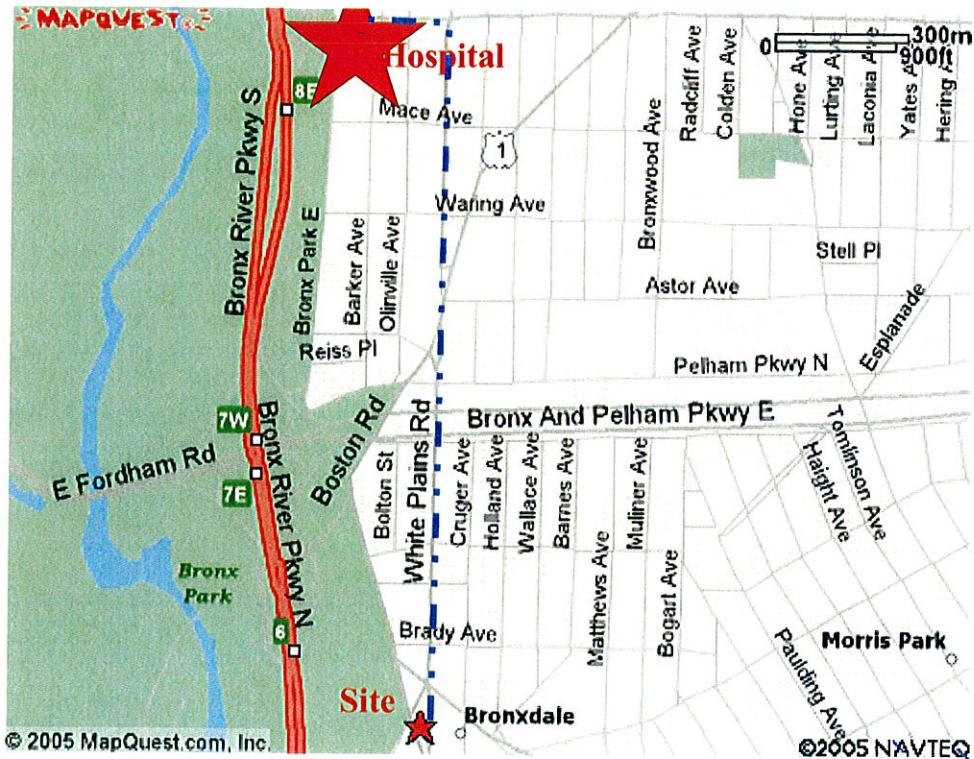 MAPQUEST
Hospital
300m
0
900ft
8E
Mace Ave
Bronx River Pkwy S
1
Waring Ave
Bronxwood Ave
Radcliff Ave
Colden Ave
Hone Ave
Lurting Ave
Laconia Ave
Yates A
Hering Ave
Bronx Park E
Barker Ave
Olinville Ave
Stell Pl
Astor Ave
Esplanade
Reiss Pl
Pelham Pkwy N
7W
Bronx And Pelham Pkwy E
E Fordham Rd
7E
Bronx River Pkwy N
Boston Rd
Bolton St
White Plains Rd
Cruger Ave
Holland Ave
Wallace Ave
Barnes Ave
Matthews Ave
Muliner Ave
Bogart Ave
Haight Ave
Tomlinson Ave
Bronx
Park
6
Brady Ave
Morris Park
Paulding Ave
Site
Bronxdale
© 2005 MapQuest.com, Inc.
©2005 NAVTEQ